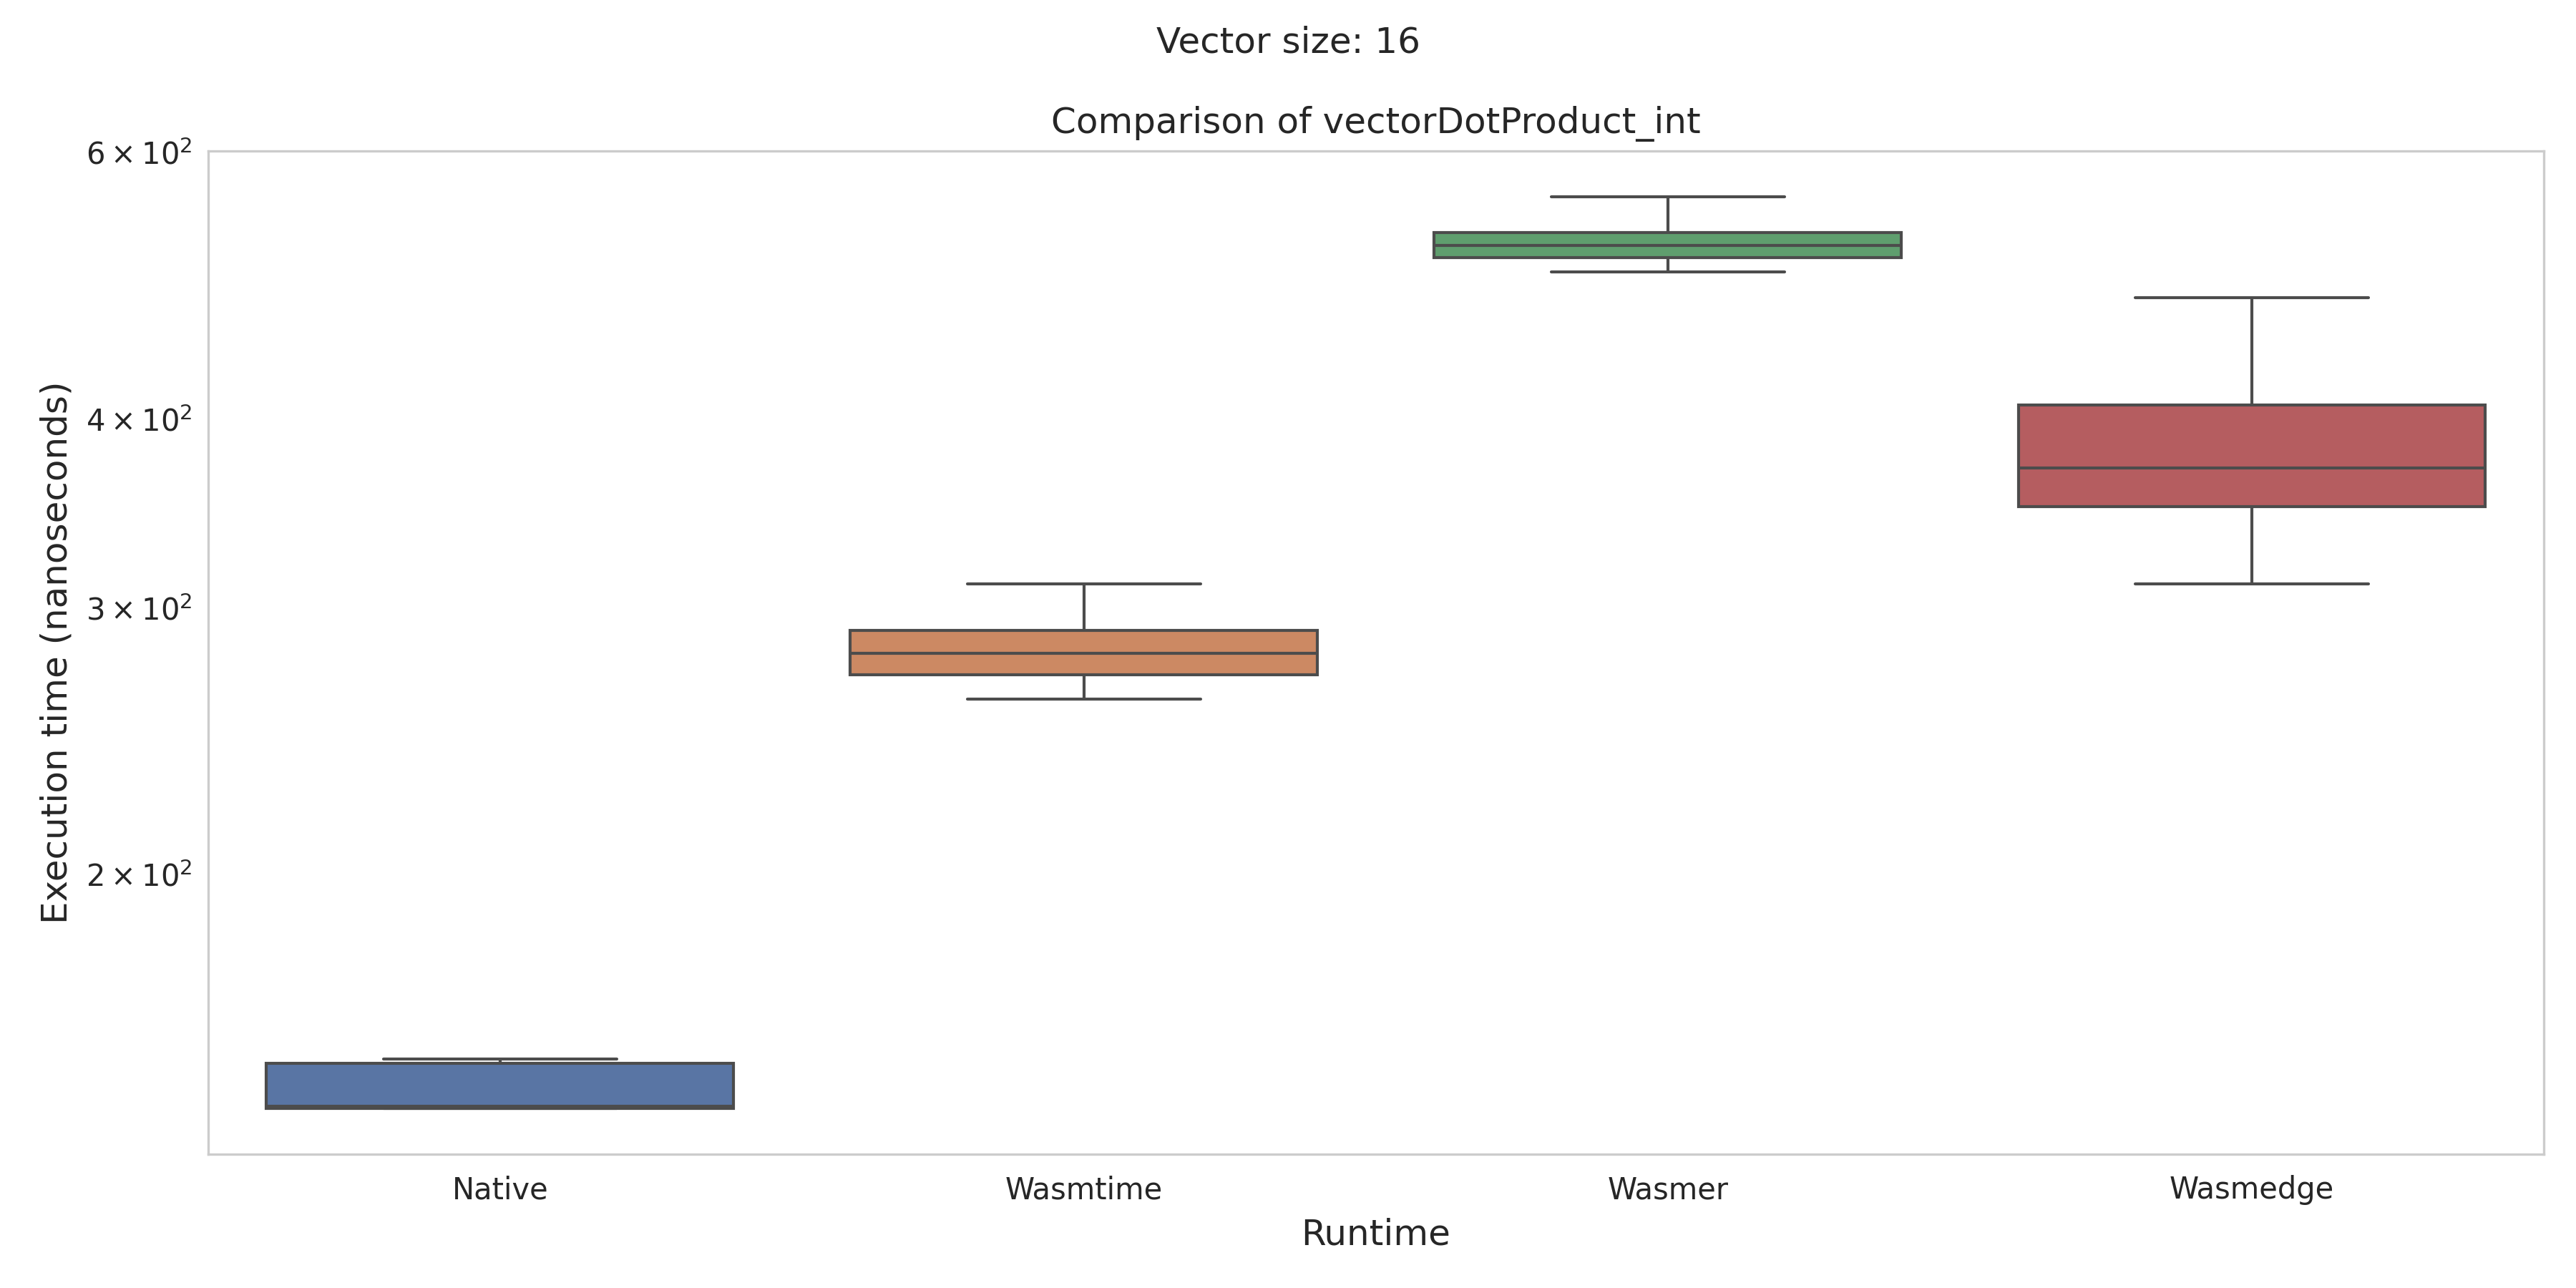 Vector size: 16
Comparison of vectorDotProduct_int
6 × 10²
4 × 10²
3 × 10²
2 × 10²
Execution time (nanoseconds)
Native Wasmtime Wasmer Wasmedge
Runtime